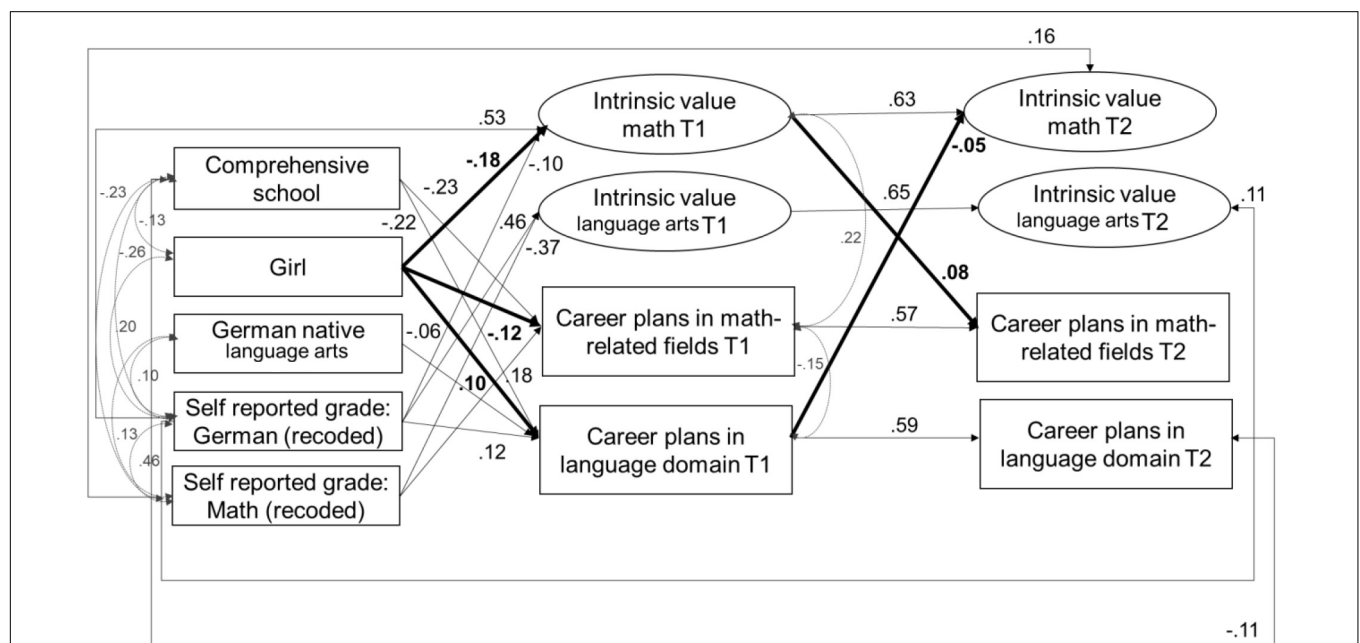 .16
.53
Intrinsic value
math T1
.63
Intrinsic value
math T2
-.18
-.10
-.05
Comprehensive
school
-.23
-.23
Intrinsic value
language arts T1
.65
Intrinsic value
language arts T2
.11
-.13
-.22
.46
-.37
.22
-.26
Girl
.08
German native
language arts
.20
-.06
-.12
Career plans in math-
related fields T1
.57
Career plans in math-
related fields T2
-.15
.10
.10
.18
Self reported grade:
German (recoded)
.13
.12
Career plans in
language domain T1
.59
Career plans in
language domain T2
.46
Self reported grade:
Math (recoded)
-.11